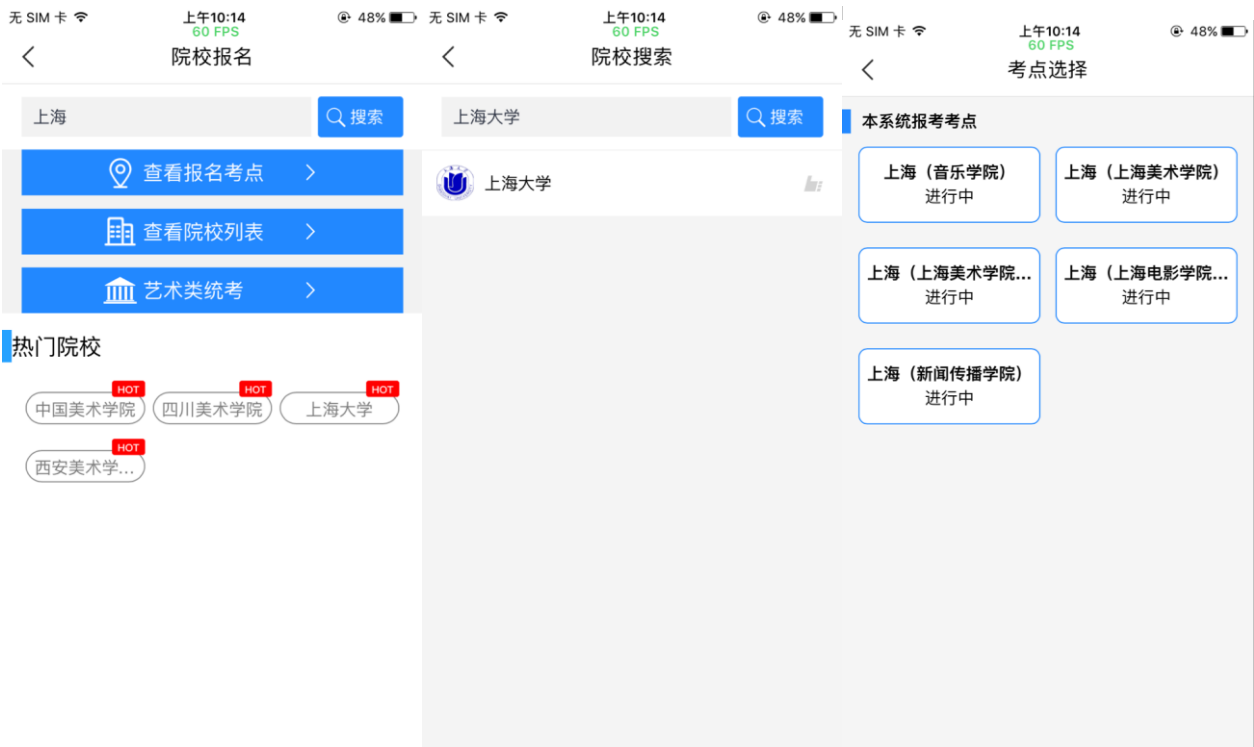 无 SIM 卡 上午10:14 48%
60 FPS
院校报名
上海 搜索
查看报名考点
查看院校列表
艺术类统考
热门院校
HOT HOT HOT
中国美术学院 四川美术学院 上海大学
HOT
西安美术学...
无 SIM 卡 上午10:14 48%
60 FPS
院校搜索
上海大学 搜索
上海大学
无 SIM 卡 上午10:14 48%
60 FPS
考点选择
本系统报考考点
上海（音乐学院） 上海（上海美术学院）
进行中 进行中
上海（上海美术学院... 上海（上海电影学院...
进行中 进行中
上海（新闻传播学院）
进行中